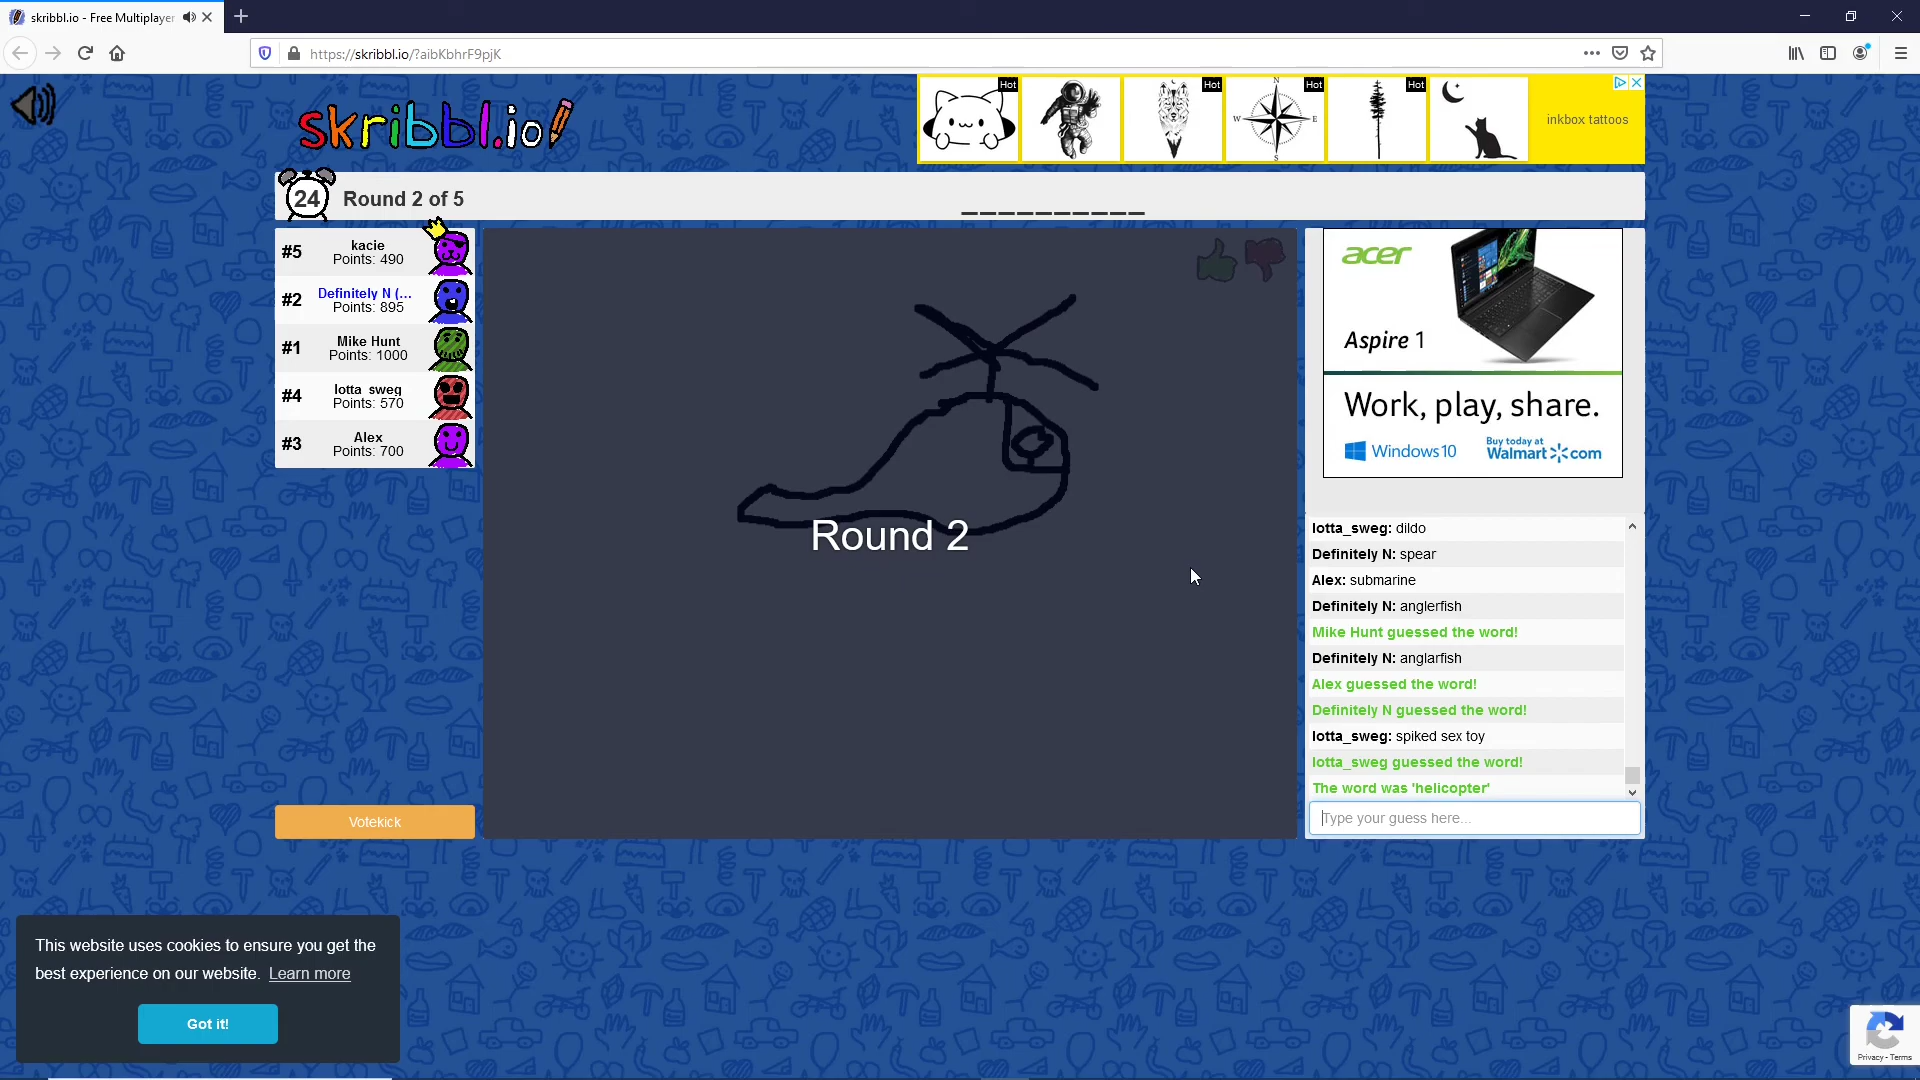 skribbl.io - Free Multiplayer
https://skribbl.io/?aibKbhrF9pjK
skribbl.io
Hot
Hot
Hot
Hot
N
W
E
S
inkbox tattoos
24
Round 2 of 5
__________
#5
kacie
Points: 490
#2
Definitely N (...
Points: 895
#1
Mike Hunt
Points: 1000
#4
lotta_sweg
Points: 570
#3
Alex
Points: 700
Votekick
Round 2
acer
Aspire 1
Work, play, share.
Windows10
Buy today at
Walmart.com
lotta_sweg: dildo
Definitely N: spear
Alex: submarine
Definitely N: anglerfish
Mike Hunt guessed the word!
Definitely N: anglarfish
Alex guessed the word!
Definitely N guessed the word!
lotta_sweg: spiked sex toy
lotta_sweg guessed the word!
The word was 'helicopter'
Type your guess here...
This website uses cookies to ensure you get the
best experience on our website. Learn more
Got it!
Privacy - Terms